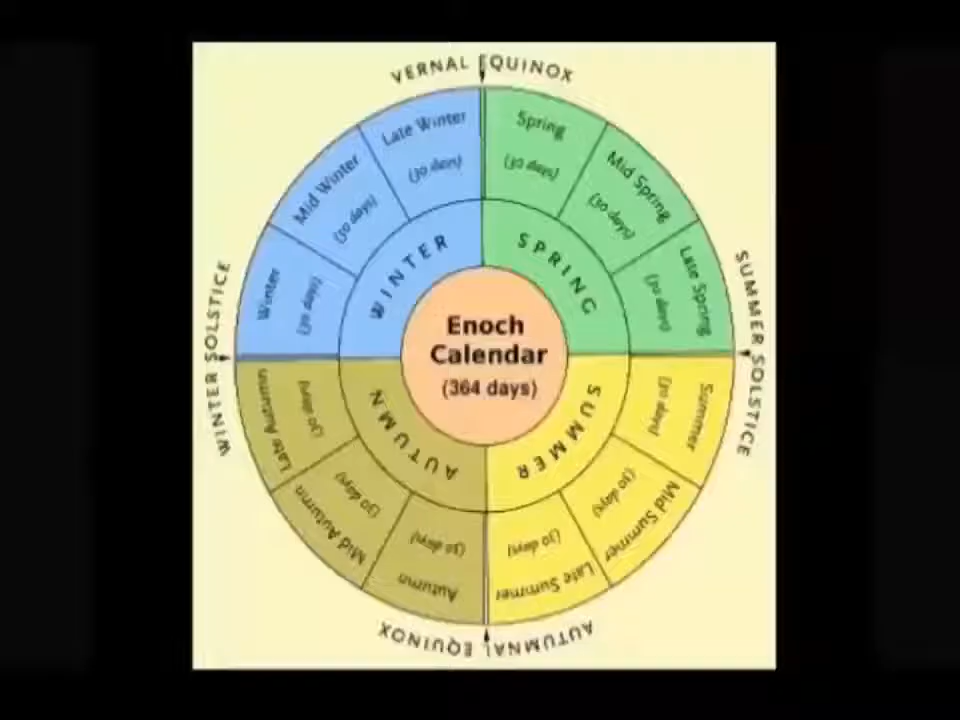 VERNAL EQUINOX
Spring
(30 days)
Mid Spring
(30 days)
Late Spring
(30 days)
SUMMER SOLSTICE
Summer
(30 days)
Mid Summer
(30 days)
Late Summer
(30 days)
AUTUMNAL EQUINOX
Autumn
(30 days)
Mid Autumn
(30 days)
Late Autumn
(30 days)
WINTER SOLSTICE
Winter
(30 days)
Mid Winter
(30 days)
Late Winter
(30 days)
SPRING
SUMMER
AUTUMN
WINTER
Enoch
Calendar
(364 days)